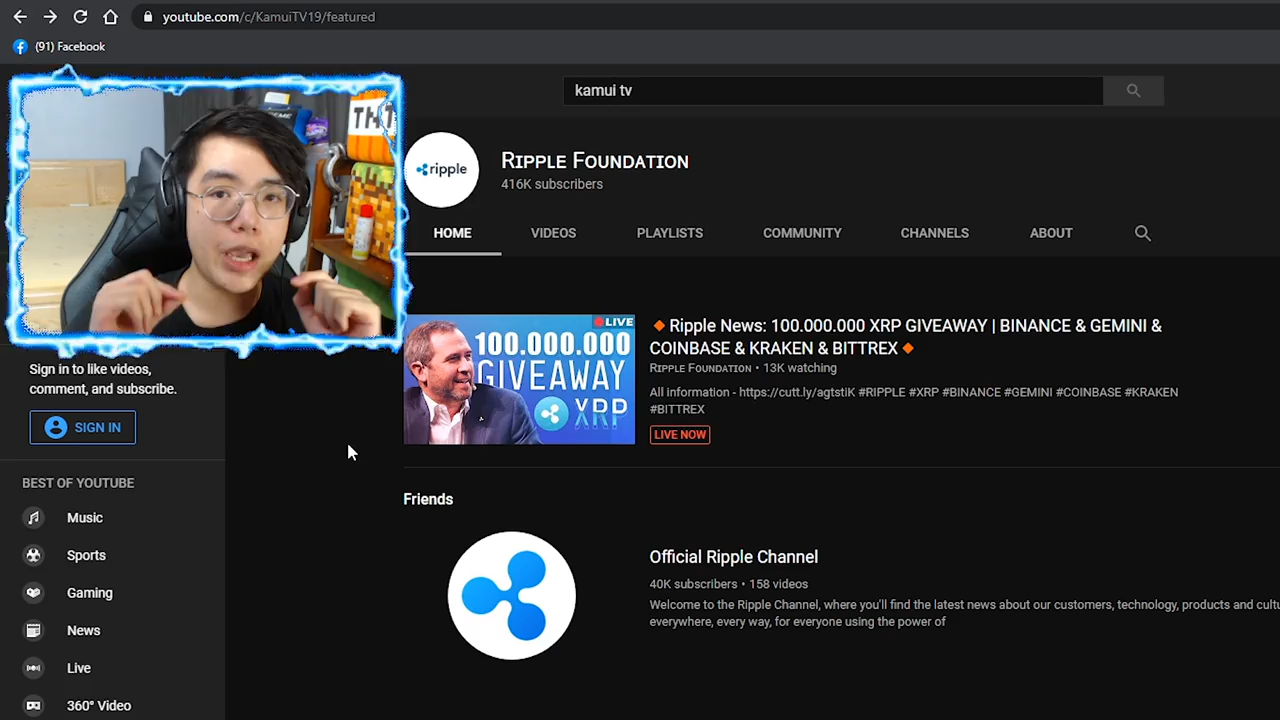 youtube.com/c/KamuiTV19/featured
(91) Facebook
kamui tv
TNT
ripple
Ripple Foundation
416K subscribers
HOME VIDEOS PLAYLISTS COMMUNITY CHANNELS ABOUT
LIVE
100.000.000
GIVEAWAY
XRP
🔸Ripple News: 100.000.000 XRP GIVEAWAY | BINANCE & GEMINI &
COINBASE & KRAKEN & BITTREX🔸
Ripple Foundation • 13K watching
All information - https://cutt.ly/agtstiK #RIPPLE #XRP #BINANCE #GEMINI #COINBASE #KRAKEN
#BITTREX
LIVE NOW
Sign in to like videos,
comment, and subscribe.
SIGN IN
BEST OF YOUTUBE
Music
Sports
Gaming
News
Live
360° Video
Friends
Official Ripple Channel
40K subscribers • 158 videos
Welcome to the Ripple Channel, where you'll find the latest news about our customers, technology, products and cultu
everywhere, every way, for everyone using the power of